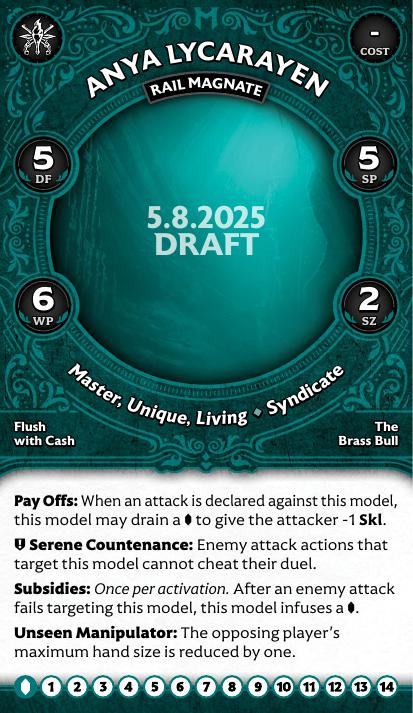 -
COST
ANYA LYCARAYEN
RAIL MAGNATE
5
DF
5
SP
5.8.2025
DRAFT
6
WP
2
SZ
Master, Unique, Living ◆ Syndicate
Flush
with Cash
The
Brass Bull
Pay Offs: When an attack is declared against this model,
this model may drain a ⬮ to give the attacker -1 Skl.
Serene Countenance: Enemy attack actions that
target this model cannot cheat their duel.
Subsidies: Once per activation. After an enemy attack
fails targeting this model, this model infuses a ⬮.
Unseen Manipulator: The opposing player's
maximum hand size is reduced by one.
1 2 3 4 5 6 7 8 9 10 11 12 13 14